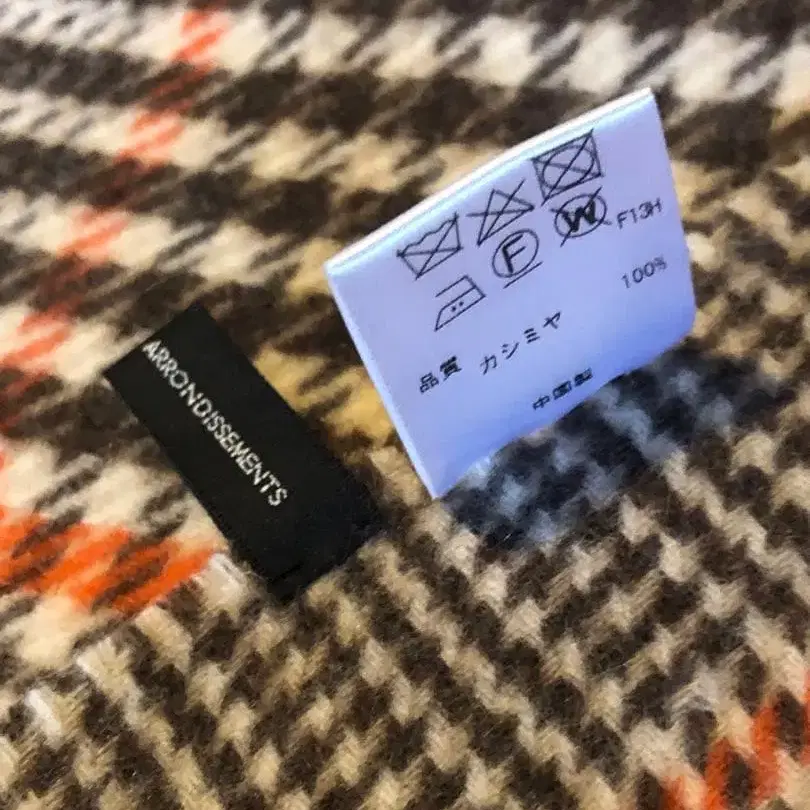 ARRONDISSEMENTS
F
W
F13H
品質 カシミヤ 100%
中国製